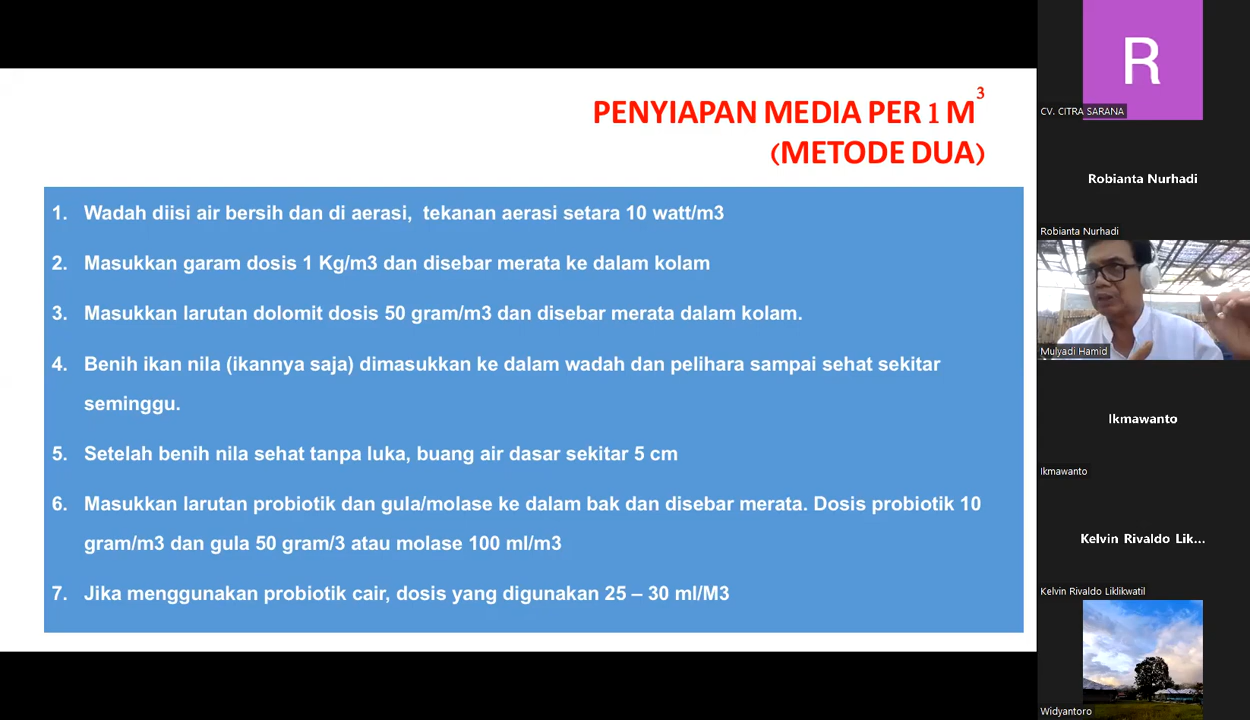 PENYIAPAN MEDIA PER 1 M³
(METODE DUA)
1. Wadah diisi air bersih dan di aerasi, tekanan aerasi setara 10 watt/m3
2. Masukkan garam dosis 1 Kg/m3 dan disebar merata ke dalam kolam
3. Masukkan larutan dolomit dosis 50 gram/m3 dan disebar merata dalam kolam.
4. Benih ikan nila (ikannya saja) dimasukkan ke dalam wadah dan pelihara sampai sehat sekitar
seminggu.
5. Setelah benih nila sehat tanpa luka, buang air dasar sekitar 5 cm
6. Masukkan larutan probiotik dan gula/molase ke dalam bak dan disebar merata. Dosis probiotik 10
gram/m3 dan gula 50 gram/3 atau molase 100 ml/m3
7. Jika menggunakan probiotik cair, dosis yang digunakan 25 – 30 ml/M3
R
CV. CITRA SARANA
Robianta Nurhadi
Robianta Nurhadi
Mulyadi Hamid
Ikmawanto
Ikmawanto
Kelvin Rivaldo Lik...
Kelvin Rivaldo Liklikwatil
Widyantoro